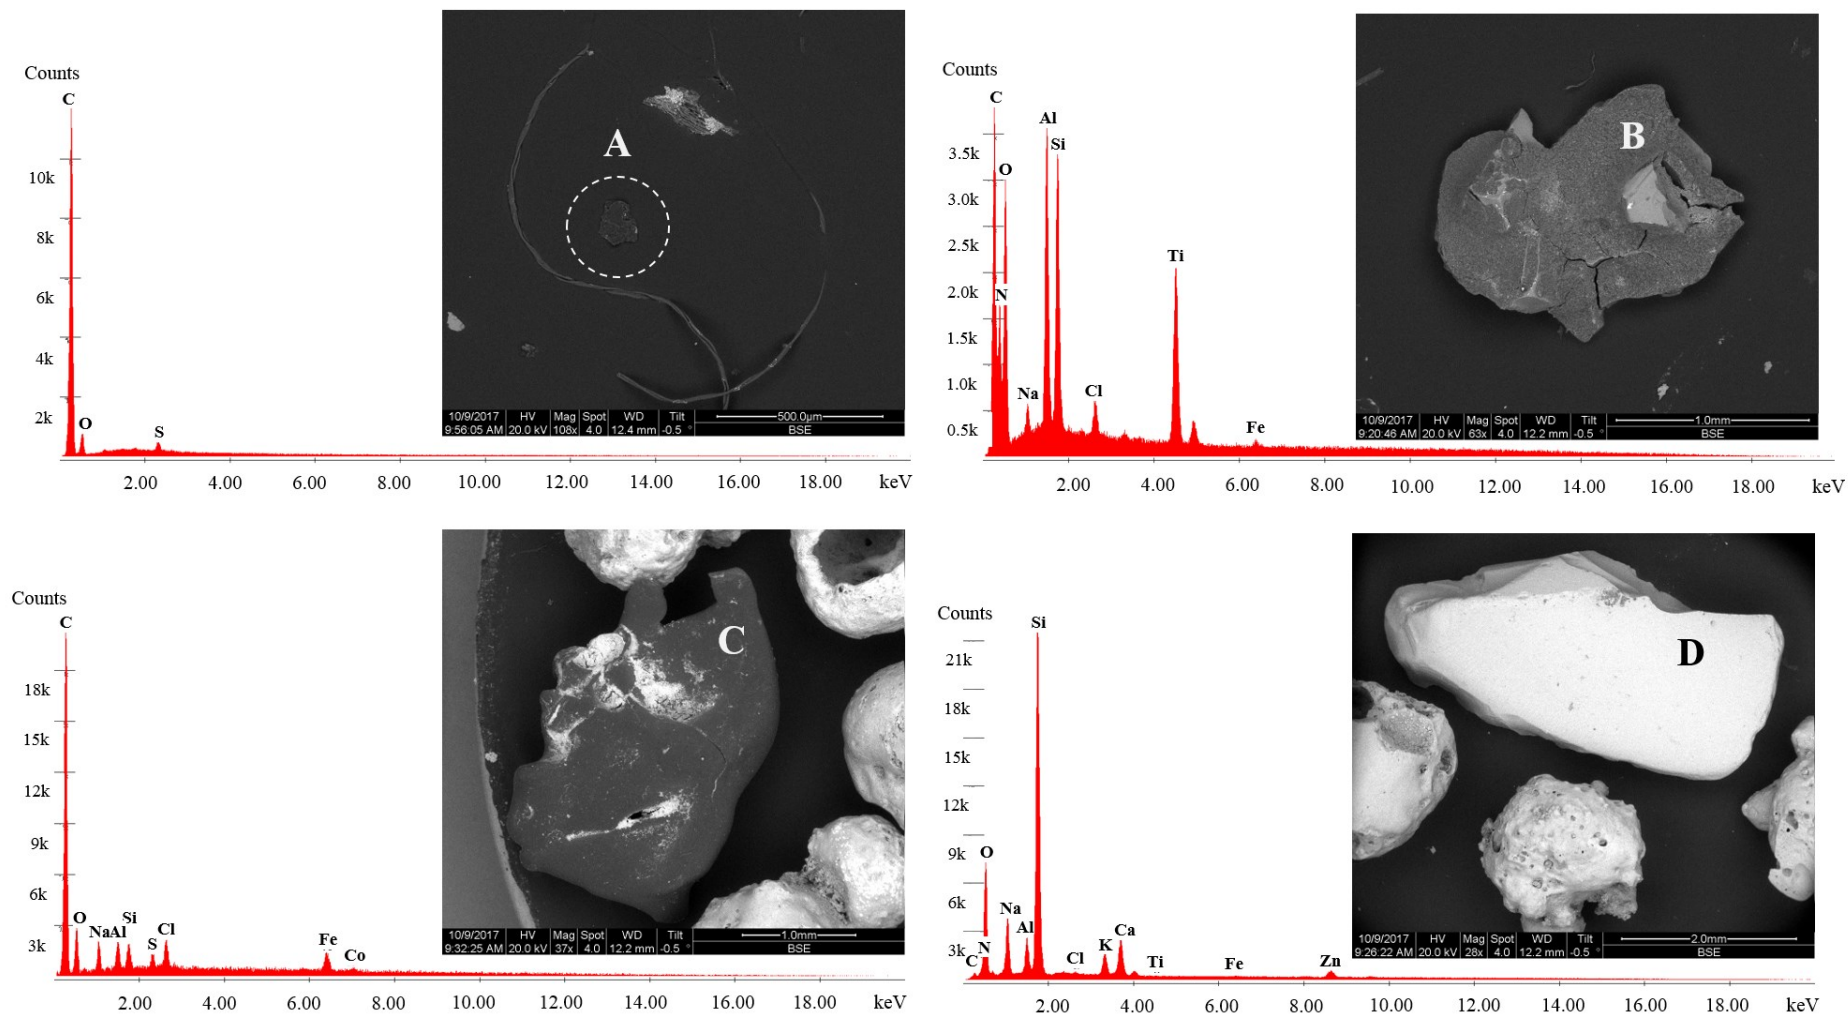 Counts
C
10k
8k
6k
4k
2k
O
S
2.00 4.00 6.00 8.00 10.00 12.00 14.00 16.00 18.00 keV
A
10/9/2017 HV Mag Spot WD Tilt 500.0µm
9:56:05 AM 20.0 kV 108x 4.0 12.4 mm -0.5 ° BSE
Counts
C
Al
Si
3.5k
O
3.0k
2.5k
Ti
N
2.0k
1.5k
1.0k
Na
Cl
0.5k
Fe
2.00 4.00 6.00 8.00 10.00 12.00 14.00 16.00 18.00 keV
B
10/9/2017 HV Mag Spot WD Tilt 1.0mm
9:20:46 AM 20.0 kV 63x 4.0 12.2 mm -0.5 ° BSE
Counts
C
18k
15k
12k
9k
6k
3k
O
Na
Al
Si
S
Cl
Fe
Co
2.00 4.00 6.00 8.00 10.00 12.00 14.00 16.00 18.00 keV
C
10/9/2017 HV Mag Spot WD Tilt 1.0mm
9:32:25 AM 20.0 kV 37x 4.0 12.2 mm -0.5 ° BSE
Counts
Si
21k
18k
15k
12k
9k
6k
3k
O
C
N
Na
Al
Cl
K
Ca
Ti
Fe
Zn
2.00 4.00 6.00 8.00 10.00 12.00 14.00 16.00 18.00 keV
D
10/9/2017 HV Mag Spot WD Tilt 2.0mm
9:26:22 AM 20.0 kV 28x 4.0 12.2 mm -0.5 ° BSE